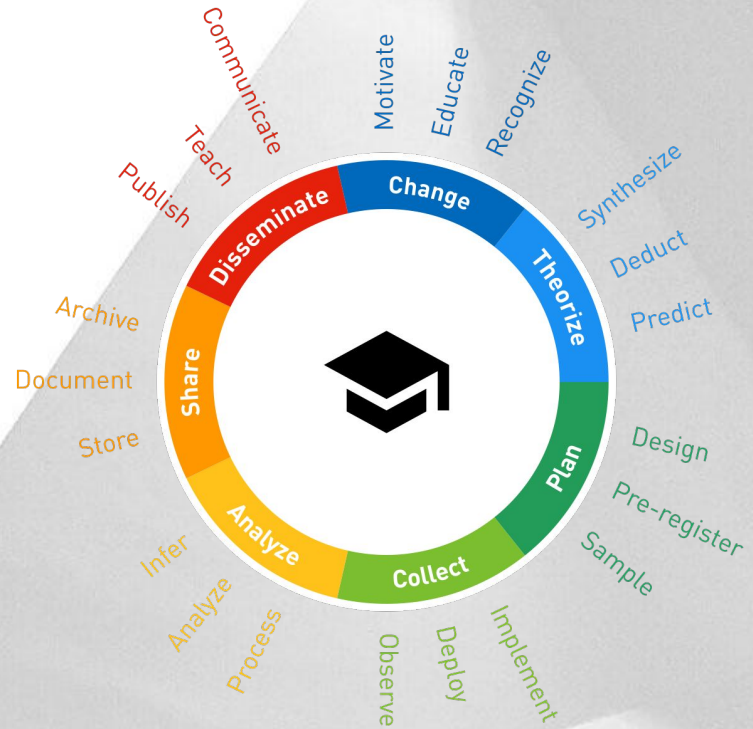 Change
Motivate
Educate
Recognize
Theorize
Synthesize
Deduct
Predict
Plan
Design
Pre-register
Sample
Collect
Implement
Deploy
Observe
Analyze
Process
Analyze
Infer
Share
Store
Document
Archive
Disseminate
Publish
Teach
Communicate